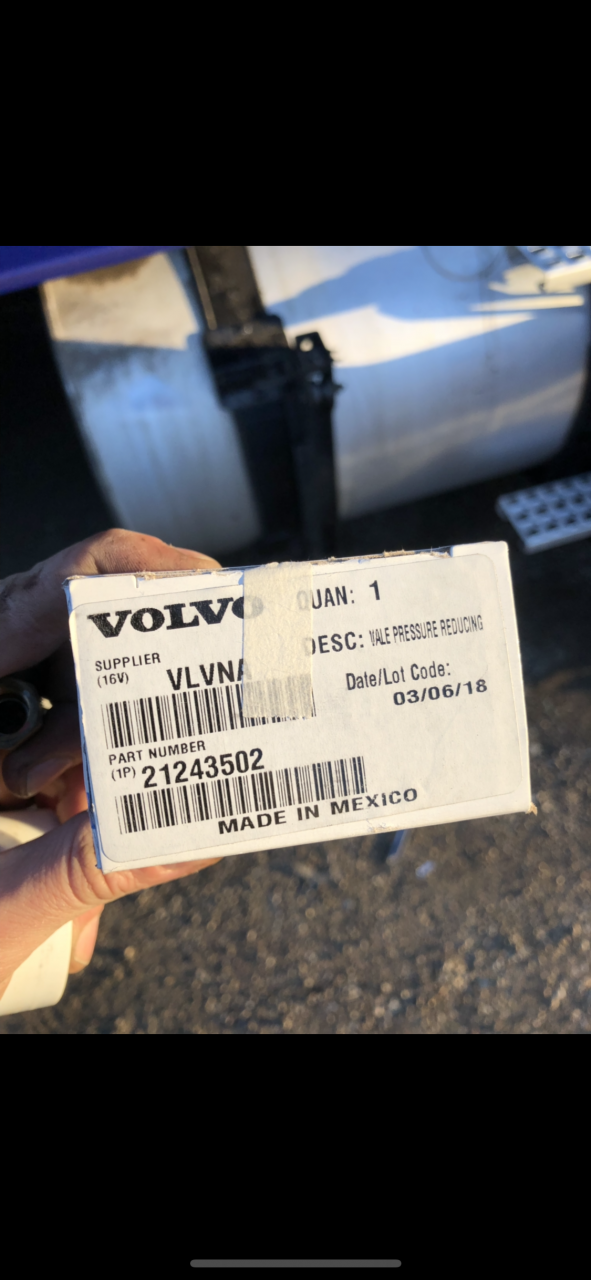 VOLVO
QUAN: 1
SUPPLIER
(16V) VLVNA
DESC: VALE PRESSURE REDUCING
Date/Lot Code:
03/06/18
PART NUMBER
(1P) 21243502
MADE IN MEXICO